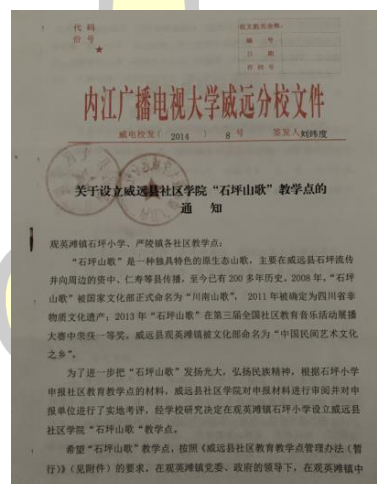 代码
信号
★
编号
日期
内江广播电视大学威远分校文件
威电校发〔2014〕8号 签发人 刘纬度
关于设立威远县社区学院“石坪山歌”教学点的
通 知
观英滩镇石坪小学、严陵镇各社区教学点:
“石坪山歌”是一种独具特色的原生态山歌,主要在威远县石坪流传
并向周边的资中、仁寿等县传播,至今已有200多年历史。2008年,“石坪
山歌”被国家文化部正式命名为“川南山歌”,2011年被确定为四川省非
物质文化遗产;2013年“石坪山歌”在第三届全国社区教育音乐活动展播
大赛中荣获一等奖。威远县观英滩镇被文化部命名为“中国民间艺术文化
之乡”。
为了进一步把“石坪山歌”发扬光大,弘扬民族精神,根据石坪小学
申报社区教育教学点的材料,威远县社区学院对申报材料进行审阅并对申
报单位进行了实地考评,经学校研究决定在观英滩镇石坪小学设立威远县
社区学院“石坪山歌“教学点。
希望“石坪山歌”教学点,按照《威远县社区教育教学点管理办法(暂
行)》(见附件)的要求,在观英滩镇党委、政府的领导下,在观英滩镇中